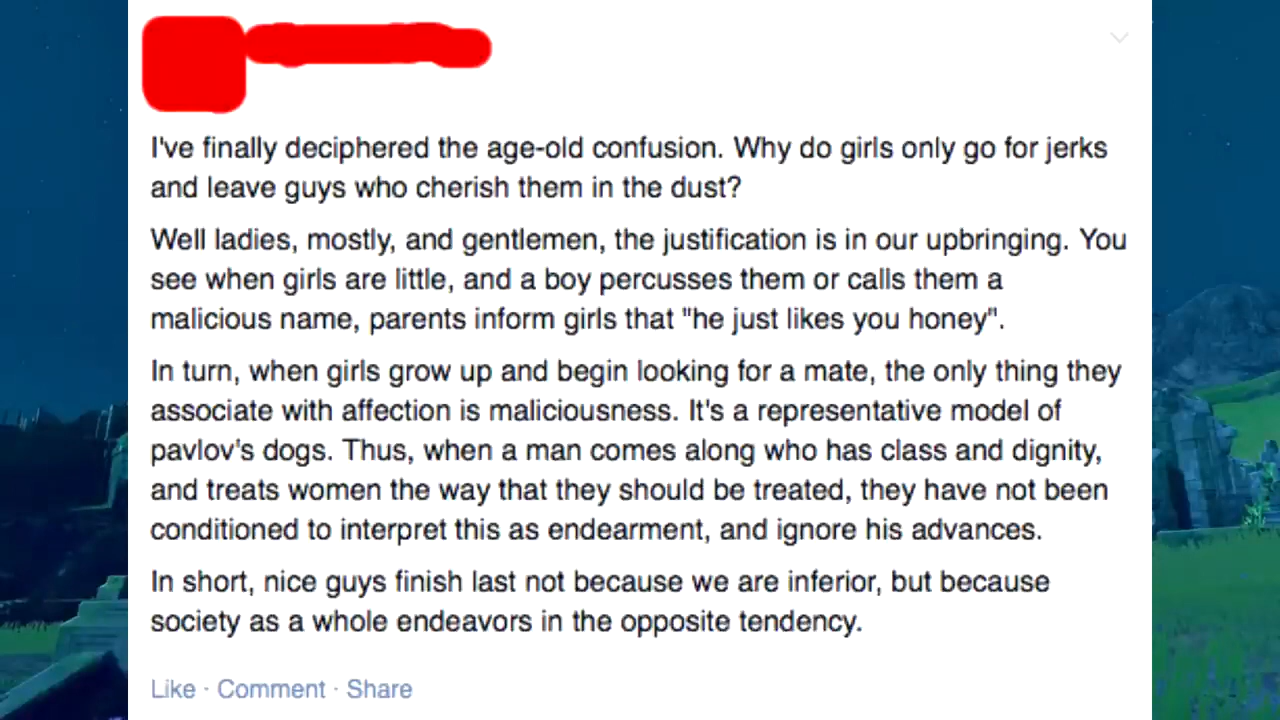 I've finally deciphered the age-old confusion. Why do girls only go for jerks
and leave guys who cherish them in the dust?
Well ladies, mostly, and gentlemen, the justification is in our upbringing. You
see when girls are little, and a boy percusses them or calls them a
malicious name, parents inform girls that "he just likes you honey".
In turn, when girls grow up and begin looking for a mate, the only thing they
associate with affection is maliciousness. It's a representative model of
pavlov's dogs. Thus, when a man comes along who has class and dignity,
and treats women the way that they should be treated, they have not been
conditioned to interpret this as endearment, and ignore his advances.
In short, nice guys finish last not because we are inferior, but because
society as a whole endeavors in the opposite tendency.
Like · Comment · Share